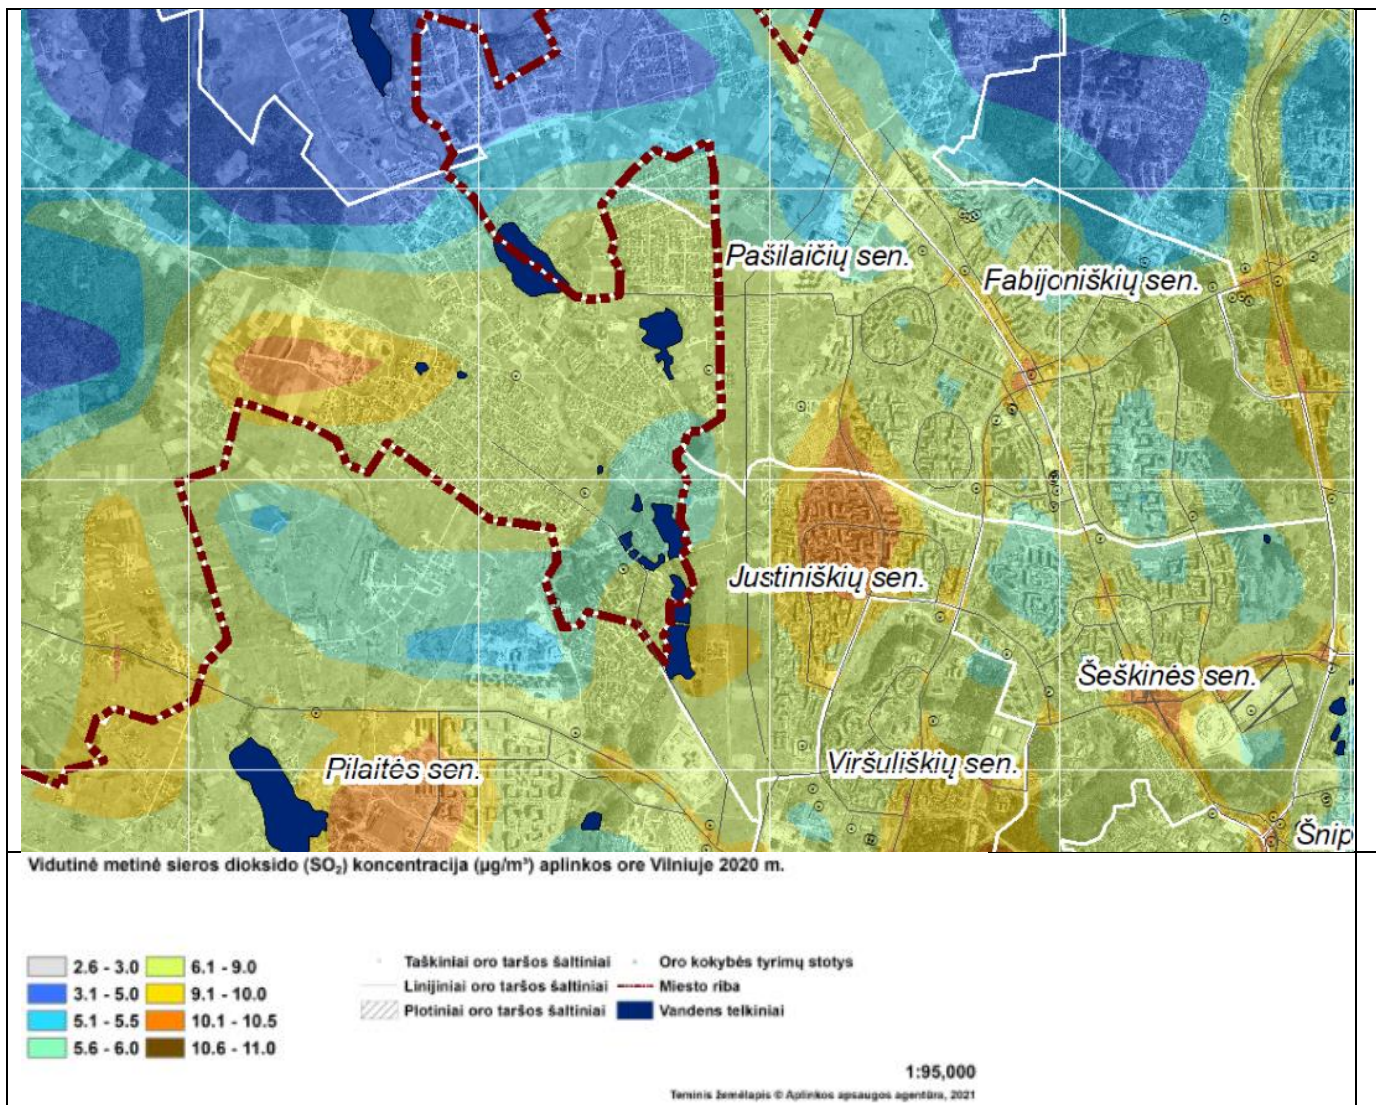 Pašilaičių sen.
Fabijoniškių sen.
Justiniškių sen.
Šeškinės sen.
Pilaitės sen.
Viršuliškių sen.
Šnip
Vidutinė metinė sieros dioksido (SO₂) koncentracija (µg/m³) aplinkos ore Vilniuje 2020 m.
2.6 - 3.0
3.1 - 5.0
5.1 - 5.5
5.6 - 6.0
6.1 - 9.0
9.1 - 10.0
10.1 - 10.5
10.6 - 11.0
Taškiniai oro taršos šaltiniai
Linijiniai oro taršos šaltiniai
Plotiniai oro taršos šaltiniai
Oro kokybės tyrimų stotys
Miesto riba
Vandens telkiniai
1:95,000
Teminis žemėlapis © Aplinkos apsaugos agentūra, 2021